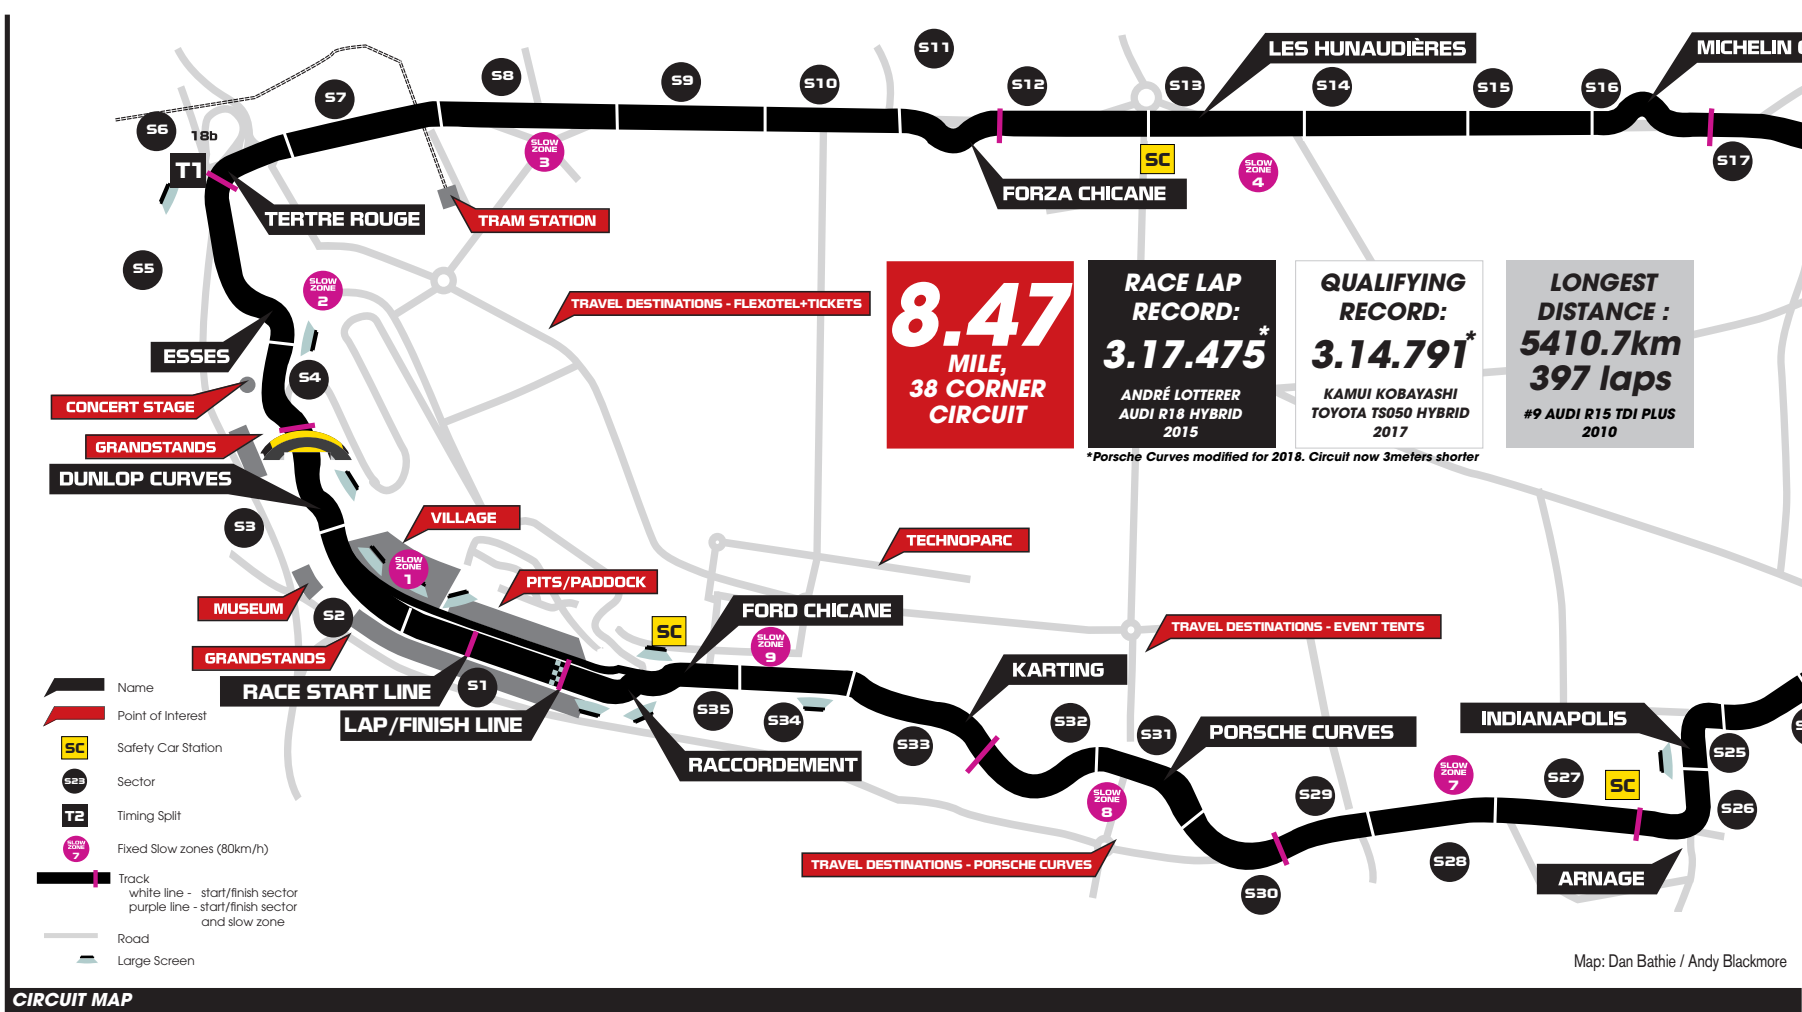 S11
LES HUNAUDIÈRES
MICHELIN
S8
S9
S10
S12
S13
S14
S15
S16
S7
S6
18b
SLOW ZONE 3
SC
SLOW ZONE 4
S17
T1
FORZA CHICANE
TERTRE ROUGE
TRAM STATION
S5
SLOW ZONE 2
TRAVEL DESTINATIONS - FLEXOTEL+TICKETS
8.47
MILE,
38 CORNER
CIRCUIT
RACE LAP
RECORD:
3.17.475*
ANDRÉ LOTTERER
AUDI R18 HYBRID
2015
QUALIFYING
RECORD:
3.14.791*
KAMUI KOBAYASHI
TOYOTA TS050 HYBRID
2017
LONGEST
DISTANCE :
5410.7km
397 laps
#9 AUDI R15 TDI PLUS
2010
*Porsche Curves modified for 2018. Circuit now 3meters shorter
ESSES
S4
CONCERT STAGE
GRANDSTANDS
DUNLOP CURVES
S3
VILLAGE
TECHNOPARC
SLOW ZONE 1
PITS/PADDOCK
MUSEUM
S2
FORD CHICANE
SC
SLOW ZONE 9
TRAVEL DESTINATIONS - EVENT TENTS
GRANDSTANDS
KARTING
RACE START LINE
S1
LAP/FINISH LINE
S35
S34
S33
S32
S31
PORSCHE CURVES
INDIANAPOLIS
S25
RACCORDEMENT
SLOW ZONE 8
S29
SLOW ZONE 7
S27
SC
S26
TRAVEL DESTINATIONS - PORSCHE CURVES
S28
S30
ARNAGE
Name
Point of Interest
SC Safety Car Station
S23 Sector
T2 Timing Split
SLOW ZONE 7 Fixed Slow zones (80km/h)
Track
white line - start/finish sector
purple line - start/finish sector
and slow zone
Road
Large Screen
Map: Dan Bathie / Andy Blackmore
CIRCUIT MAP